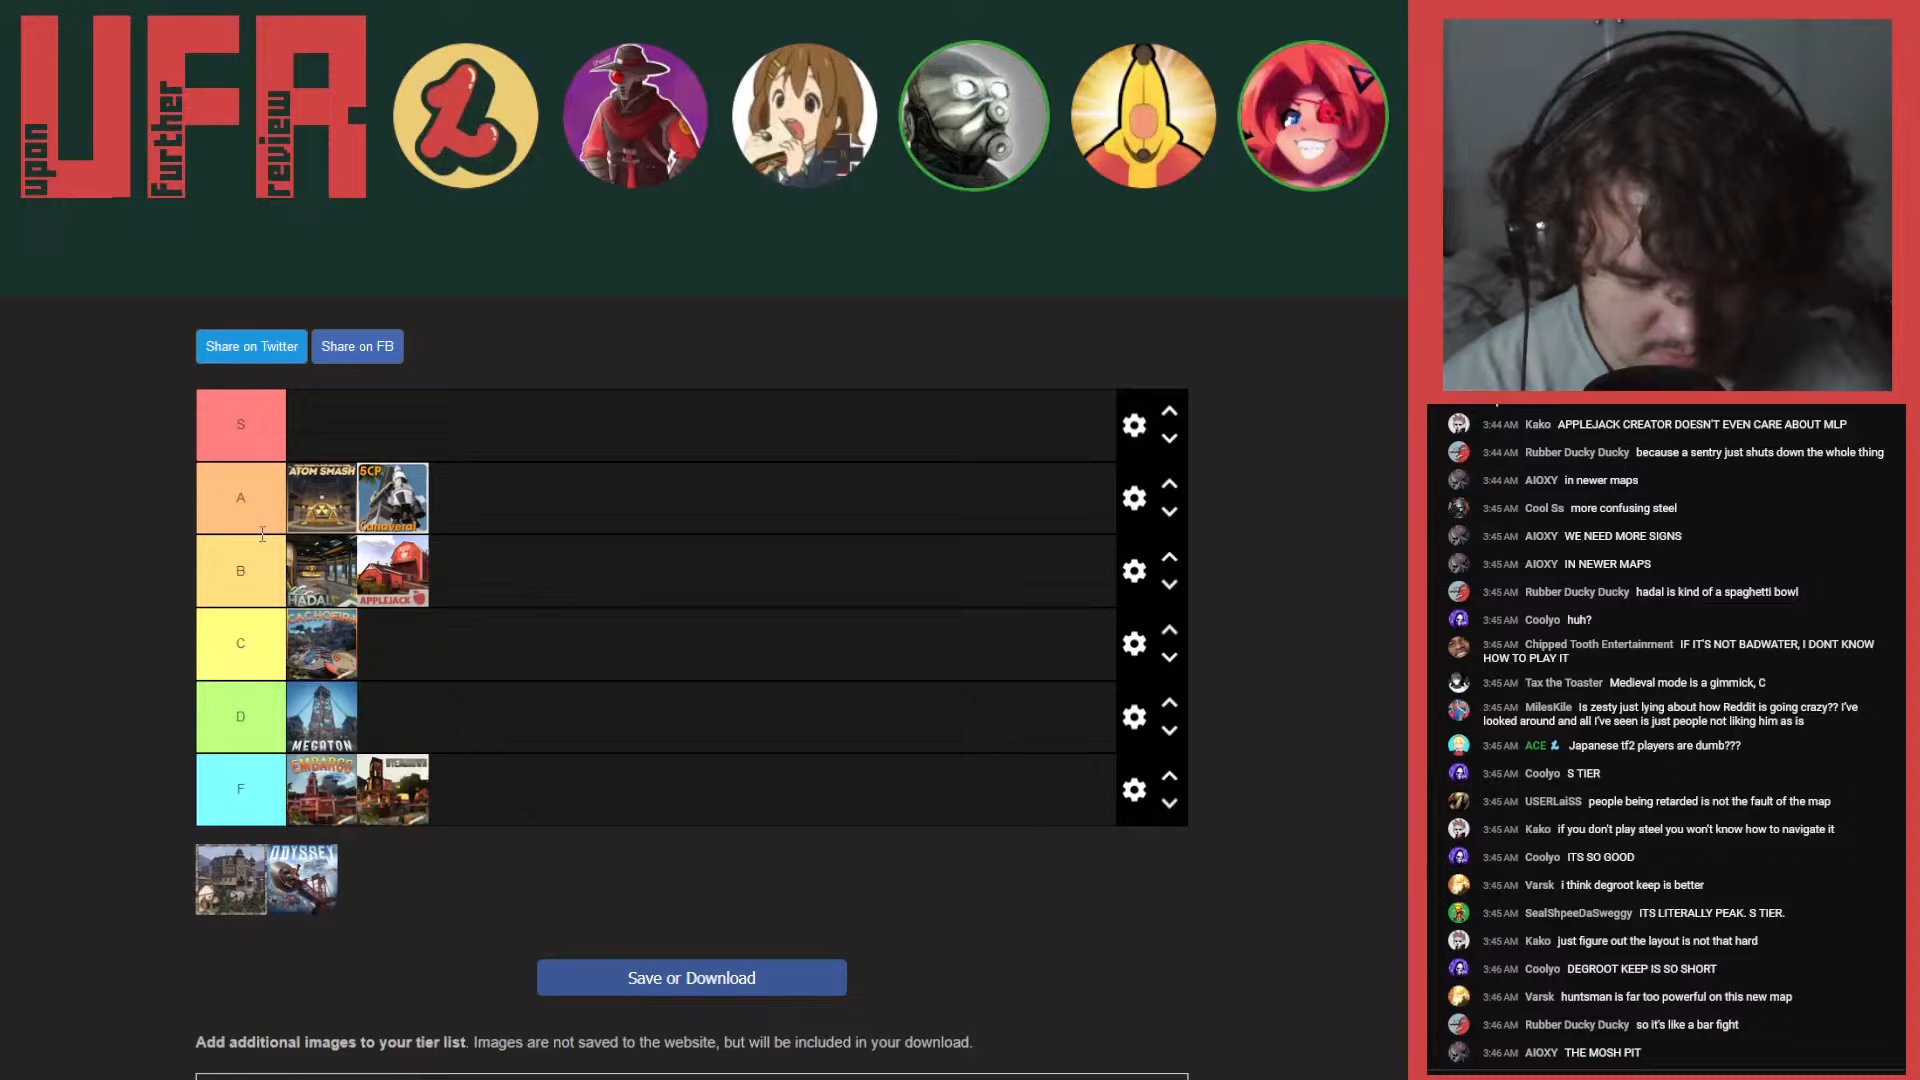 upon
further
review
UFR
Share on Twitter
Share on FB
S
A
ATOM SMASH
5CP
Canaveral
B
HADAL
APPLEJACK
C
CACHOEIRA
D
MEGATON
F
EMBARGO
ODYSSEY
Save or Download
Add additional images to your tier list. Images are not saved to the website, but will be included in your download.
3:44 AM Kako APPLEJACK CREATOR DOESN'T EVEN CARE ABOUT MLP
3:44 AM Rubber Ducky Ducky because a sentry just shuts down the whole thing
3:44 AM AIOXY in newer maps
3:45 AM Cool Ss more confusing steel
3:45 AM AIOXY WE NEED MORE SIGNS
3:45 AM AIOXY IN NEWER MAPS
3:45 AM Rubber Ducky Ducky hadal is kind of a spaghetti bowl
3:45 AM Coolyo huh?
3:45 AM Chipped Tooth Entertainment IF IT'S NOT BADWATER, I DONT KNOW
HOW TO PLAY IT
3:45 AM Tax the Toaster Medieval mode is a gimmick, C
3:45 AM MilesKile Is zesty just lying about how Reddit is going crazy?? I've
looked around and all I've seen is just people not liking him as is
3:45 AM ACE Japanese tf2 players are dumb???
3:45 AM Coolyo S TIER
3:45 AM USERLaiSS people being retarded is not the fault of the map
3:45 AM Kako if you don't play steel you won't know how to navigate it
3:45 AM Coolyo ITS SO GOOD
3:45 AM Varsk i think degroot keep is better
3:45 AM SealShpeeDaSweggy ITS LITERALLY PEAK. S TIER.
3:45 AM Kako just figure out the layout is not that hard
3:46 AM Coolyo DEGROOT KEEP IS SO SHORT
3:46 AM Varsk huntsman is far too powerful on this new map
3:46 AM Rubber Ducky Ducky so it's like a bar fight
3:46 AM AIOXY THE MOSH PIT